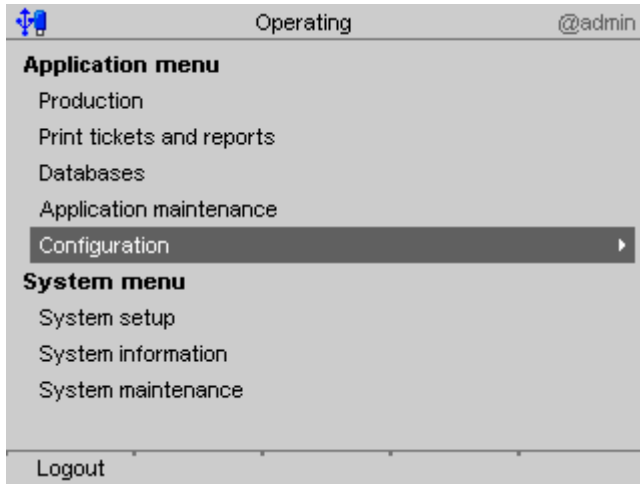 Operating @admin
Application menu
Production
Print tickets and reports
Databases
Application maintenance
Configuration
System menu
System setup
System information
System maintenance
Logout